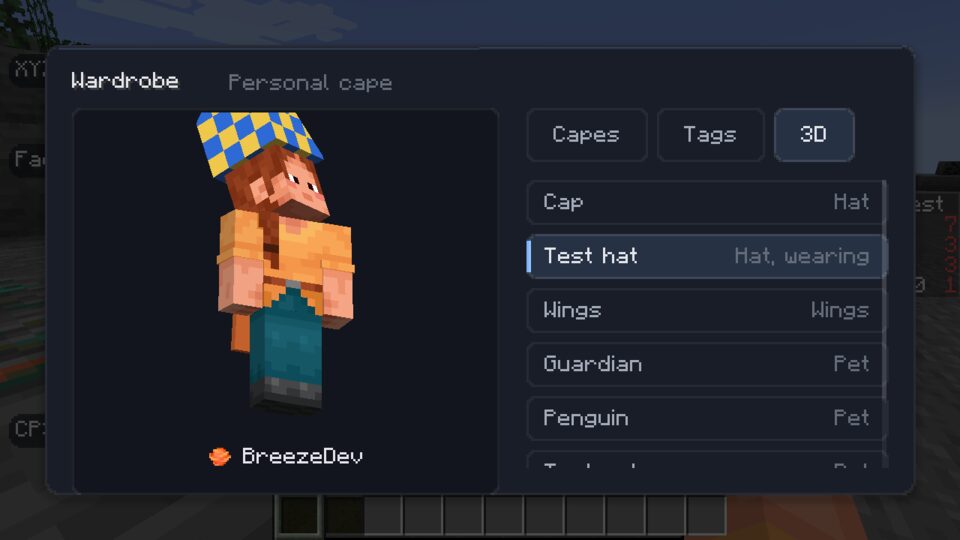 Wardrobe Personal cape
Capes Tags 3D
Cap Hat
Test hat Hat, wearing
Wings Wings
Guardian Pet
Penguin Pet
BreezeDev